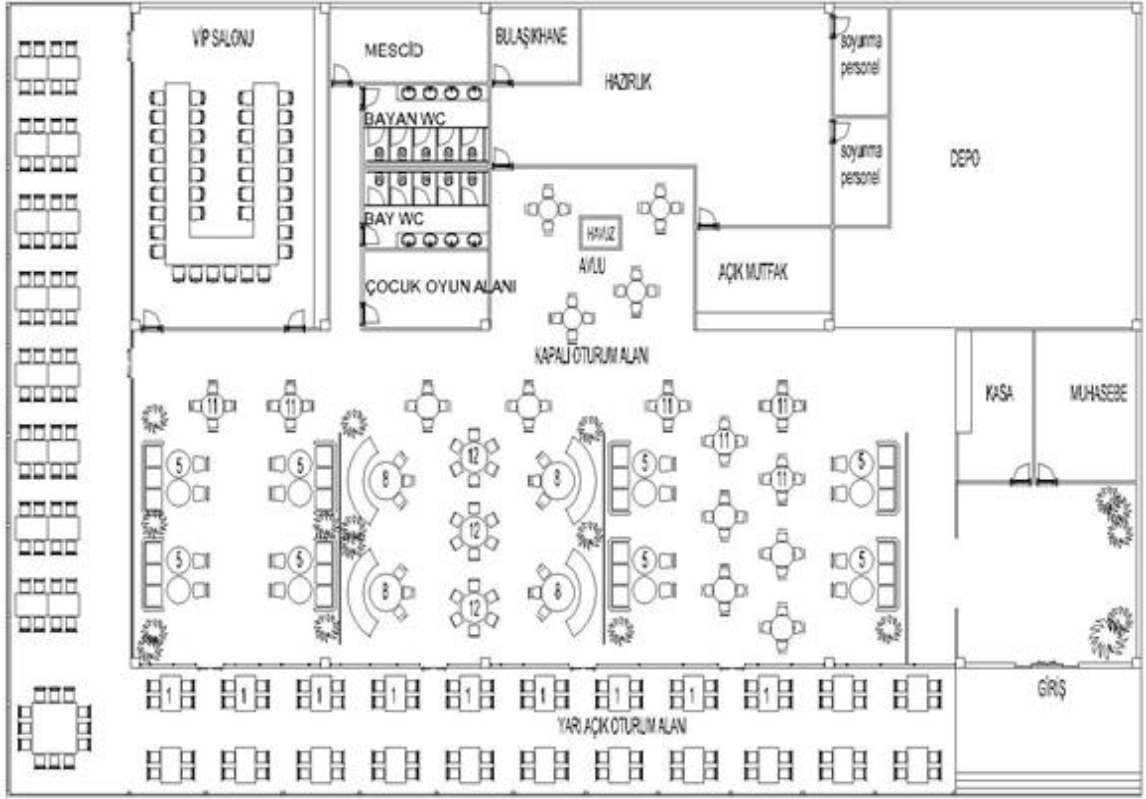 VİP SALONU
MESCİD
BULAŞIKHANE
HAZIRLIK
soyunma
personel
BAYAN WC
soyunma
personel
DEPO
BAY WC
HAVUZ
AVLU
AÇIK MUTFAK
ÇOCUK OYUN ALANI
KAPALI OTURUM ALANI
KASA
MUHASEBE
11 11 11 11
11
5 5 12 5 5
8 8 11
12
5 5 5 5
8 8
12
GİRİŞ
1 1 1 1 1 1 1 1 1
YARI AÇIK OTURUM ALANI